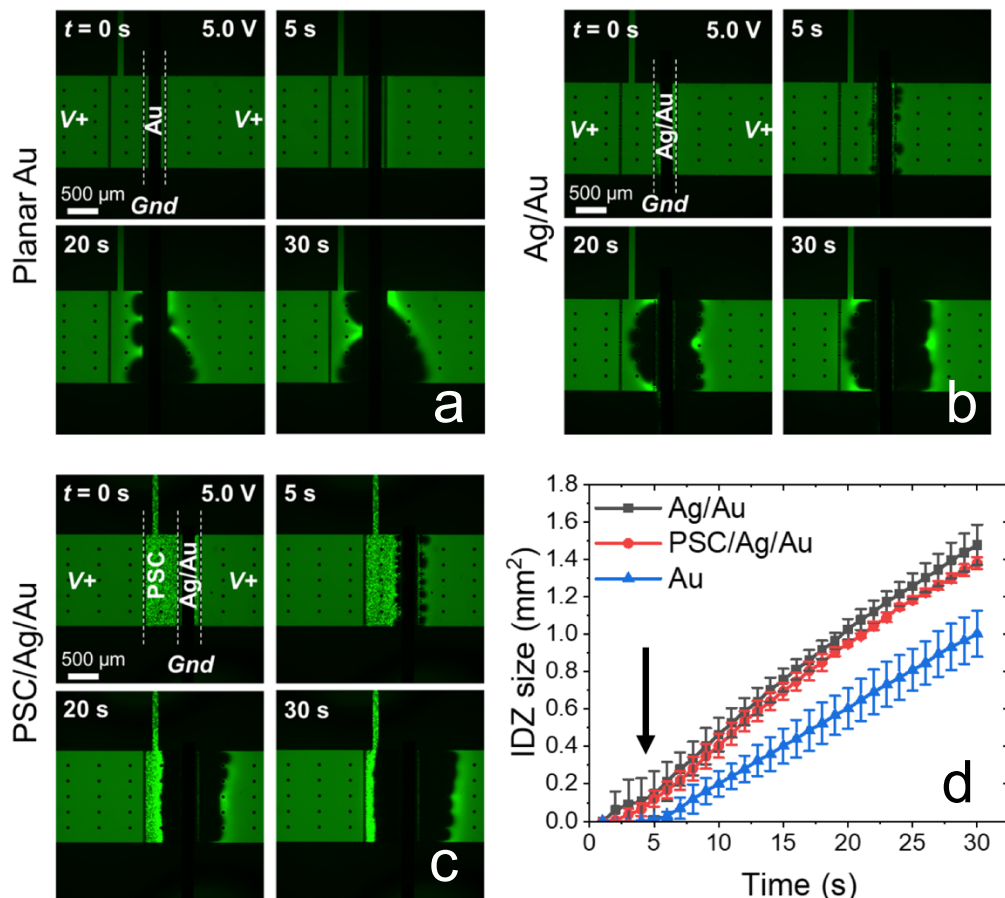 Planar Au
t = 0 s 5.0 V
V+ Au V+
500 µm
Gnd
5 s
20 s
30 s
a
Ag/Au
t = 0 s 5.0 V
V+ Ag/Au V+
500 µm
Gnd
5 s
20 s
30 s
b
PSC/Ag/Au
t = 0 s 5.0 V
V+ PSC Ag/Au V+
500 µm
Gnd
5 s
20 s
30 s
c
IDZ size (mm²)
1.8
1.6
1.4
1.2
1.0
0.8
0.6
0.4
0.2
0.0
Ag/Au
PSC/Ag/Au
Au
d
0 5 10 15 20 25 30
Time (s)